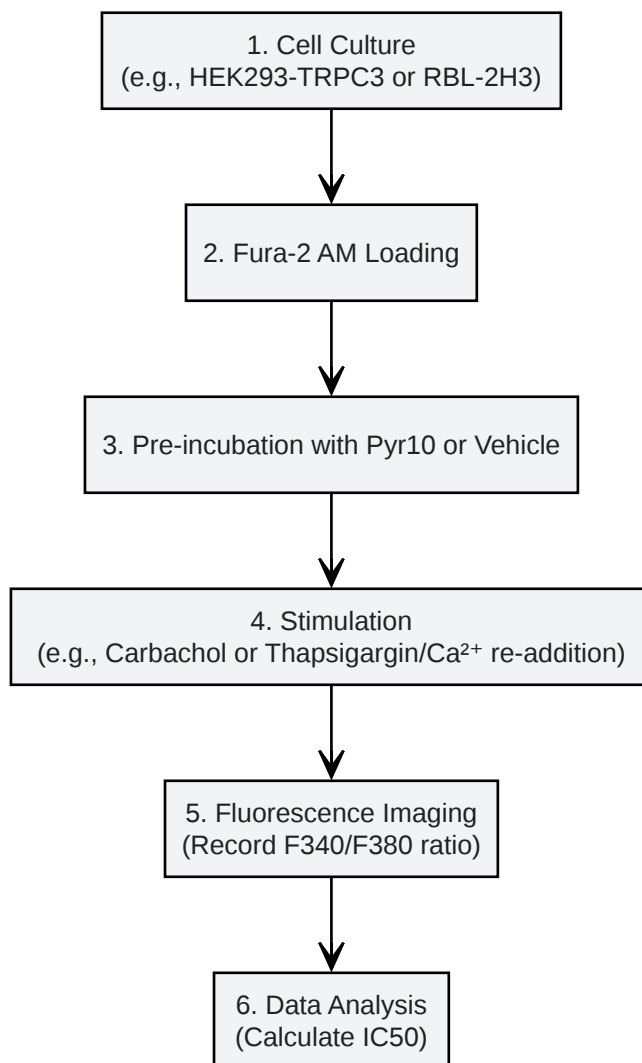 1. Cell Culture
(e.g., HEK293-TRPC3 or RBL-2H3)
2. Fura-2 AM Loading
3. Pre-incubation with Pyr10 or Vehicle
4. Stimulation
(e.g., Carbachol or Thapsigargin/Ca²⁺ re-addition)
5. Fluorescence Imaging
(Record F340/F380 ratio)
6. Data Analysis
(Calculate IC50)